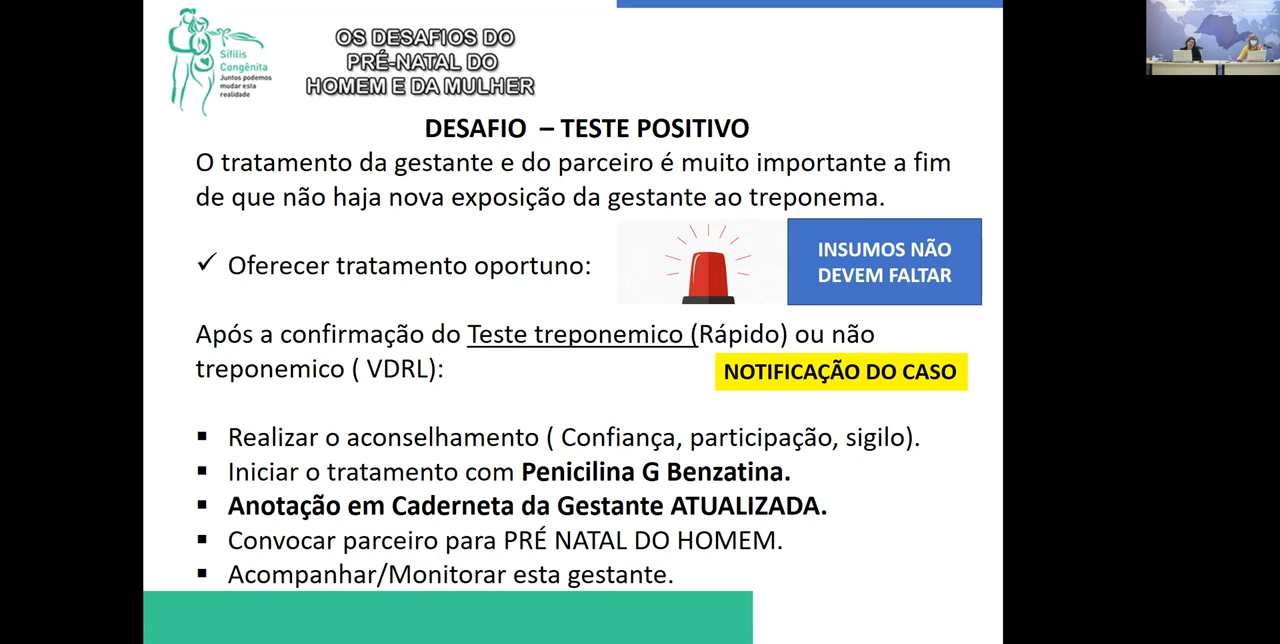 Sífilis
Congênita
Juntos podemos
mudar esta
realidade
OS DESAFIOS DO
PRÉ-NATAL DO
HOMEM E DA MULHER
DESAFIO – TESTE POSITIVO
O tratamento da gestante e do parceiro é muito importante a fim
de que não haja nova exposição da gestante ao treponema.
✓ Oferecer tratamento oportuno:
INSUMOS NÃO
DEVEM FALTAR
Após a confirmação do Teste treponemico (Rápido) ou não
treponemico ( VDRL):
NOTIFICAÇÃO DO CASO
▪ Realizar o aconselhamento ( Confiança, participação, sigilo).
▪ Iniciar o tratamento com Penicilina G Benzatina.
▪ Anotação em Caderneta da Gestante ATUALIZADA.
▪ Convocar parceiro para PRÉ NATAL DO HOMEM.
▪ Acompanhar/Monitorar esta gestante.